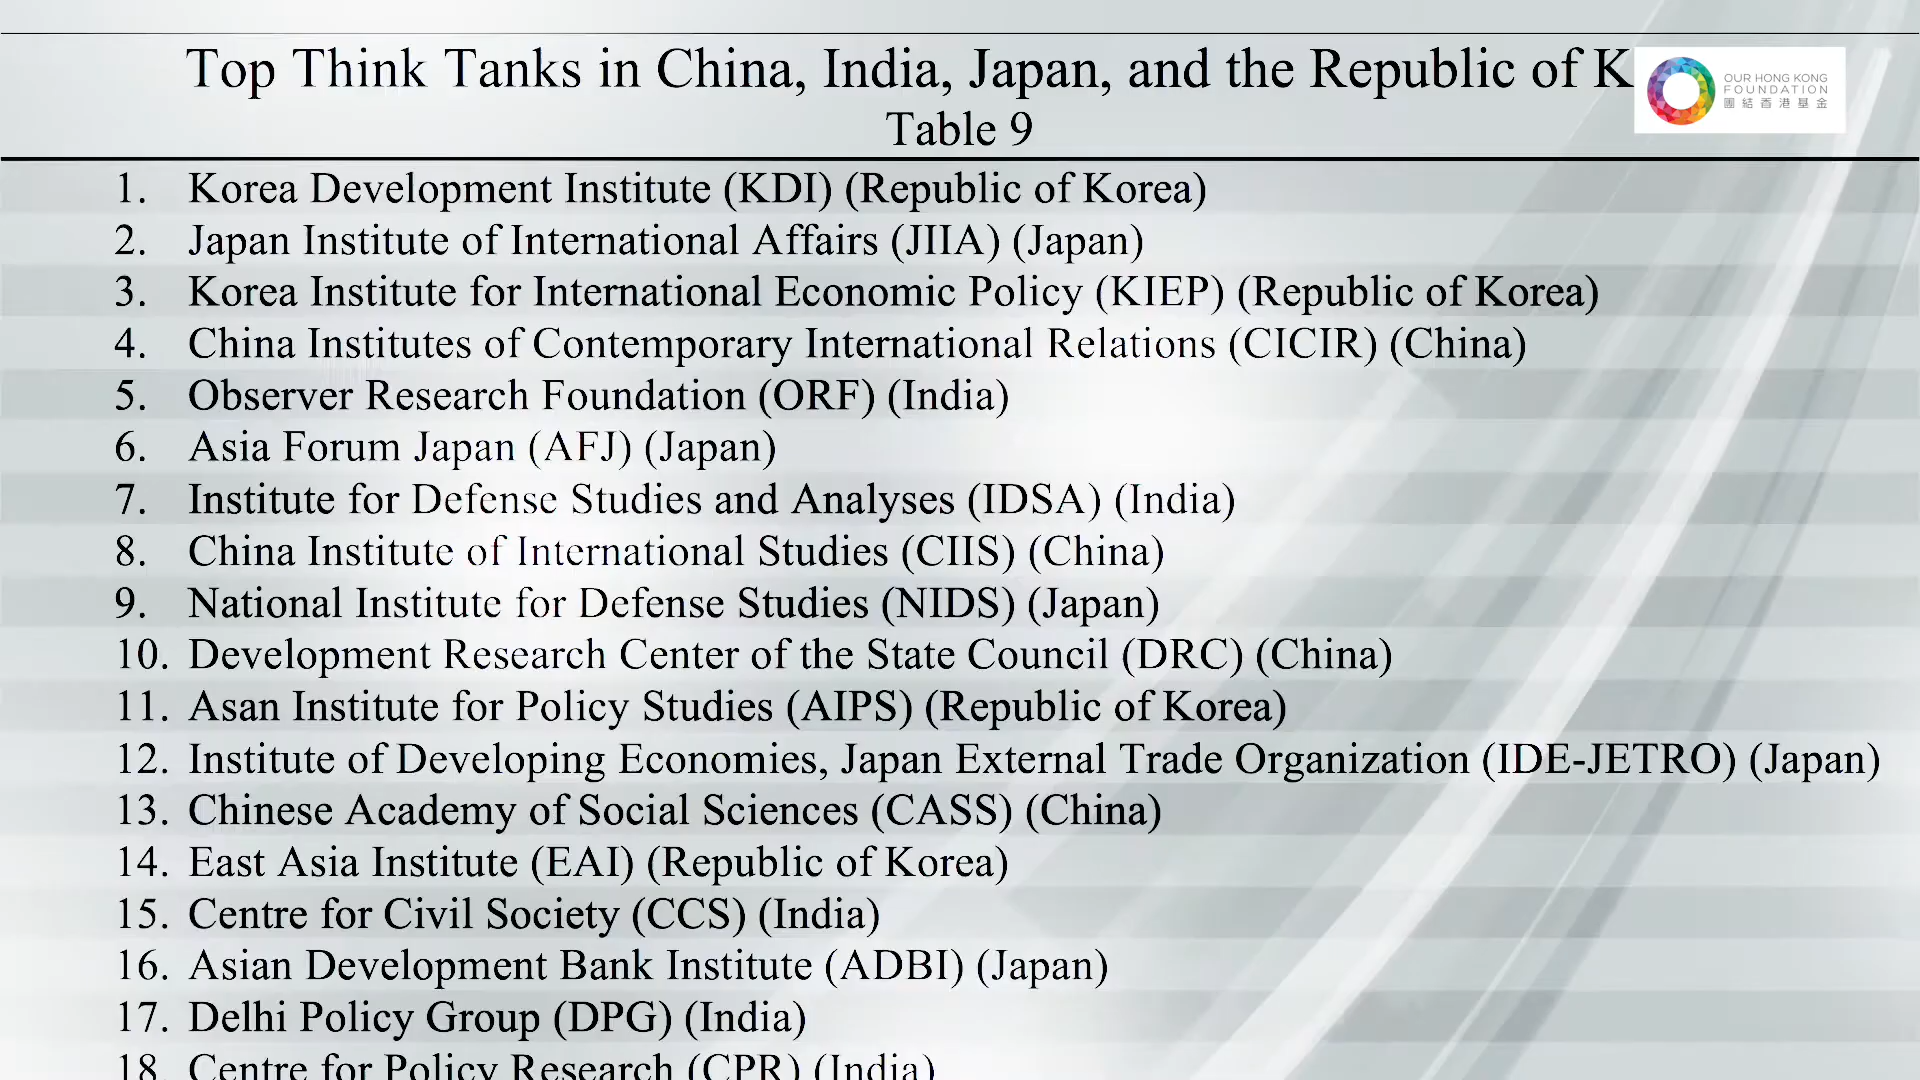 Top Think Tanks in China, India, Japan, and the Republic of K
OUR HONG KONG
FOUNDATION
團結香港基金
Table 9
1. Korea Development Institute (KDI) (Republic of Korea)
2. Japan Institute of International Affairs (JIIA) (Japan)
3. Korea Institute for International Economic Policy (KIEP) (Republic of Korea)
4. China Institutes of Contemporary International Relations (CICIR) (China)
5. Observer Research Foundation (ORF) (India)
6. Asia Forum Japan (AFJ) (Japan)
7. Institute for Defense Studies and Analyses (IDSA) (India)
8. China Institute of International Studies (CIIS) (China)
9. National Institute for Defense Studies (NIDS) (Japan)
10. Development Research Center of the State Council (DRC) (China)
11. Asan Institute for Policy Studies (AIPS) (Republic of Korea)
12. Institute of Developing Economies, Japan External Trade Organization (IDE-JETRO) (Japan)
13. Chinese Academy of Social Sciences (CASS) (China)
14. East Asia Institute (EAI) (Republic of Korea)
15. Centre for Civil Society (CCS) (India)
16. Asian Development Bank Institute (ADBI) (Japan)
17. Delhi Policy Group (DPG) (India)
18. Centre for Policy Research (CPR) (India)